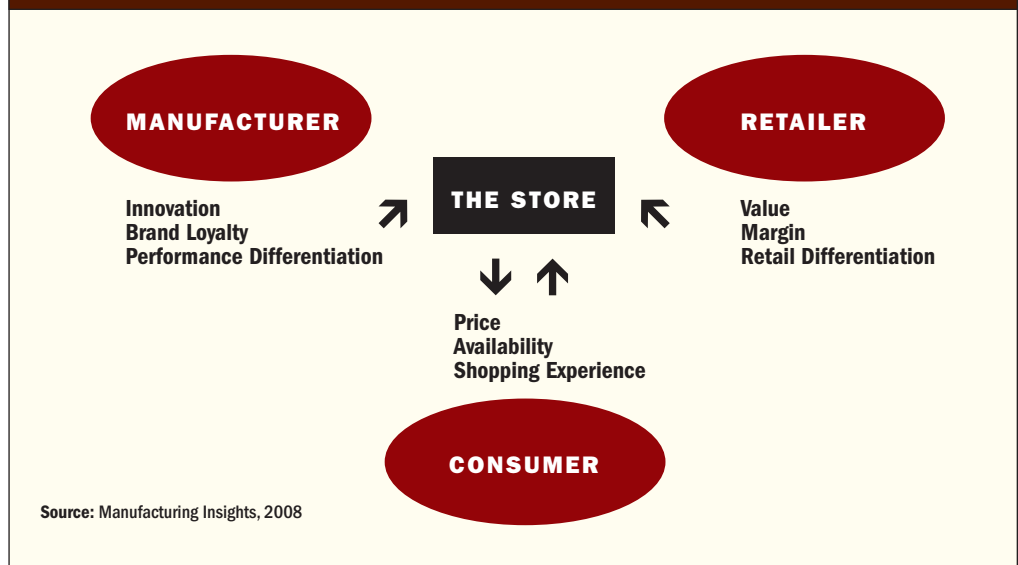 MANUFACTURER
Innovation
Brand Loyalty
Performance Differentiation
THE STORE
RETAILER
Value
Margin
Retail Differentiation
Price
Availability
Shopping Experience
CONSUMER
Source: Manufacturing Insights, 2008